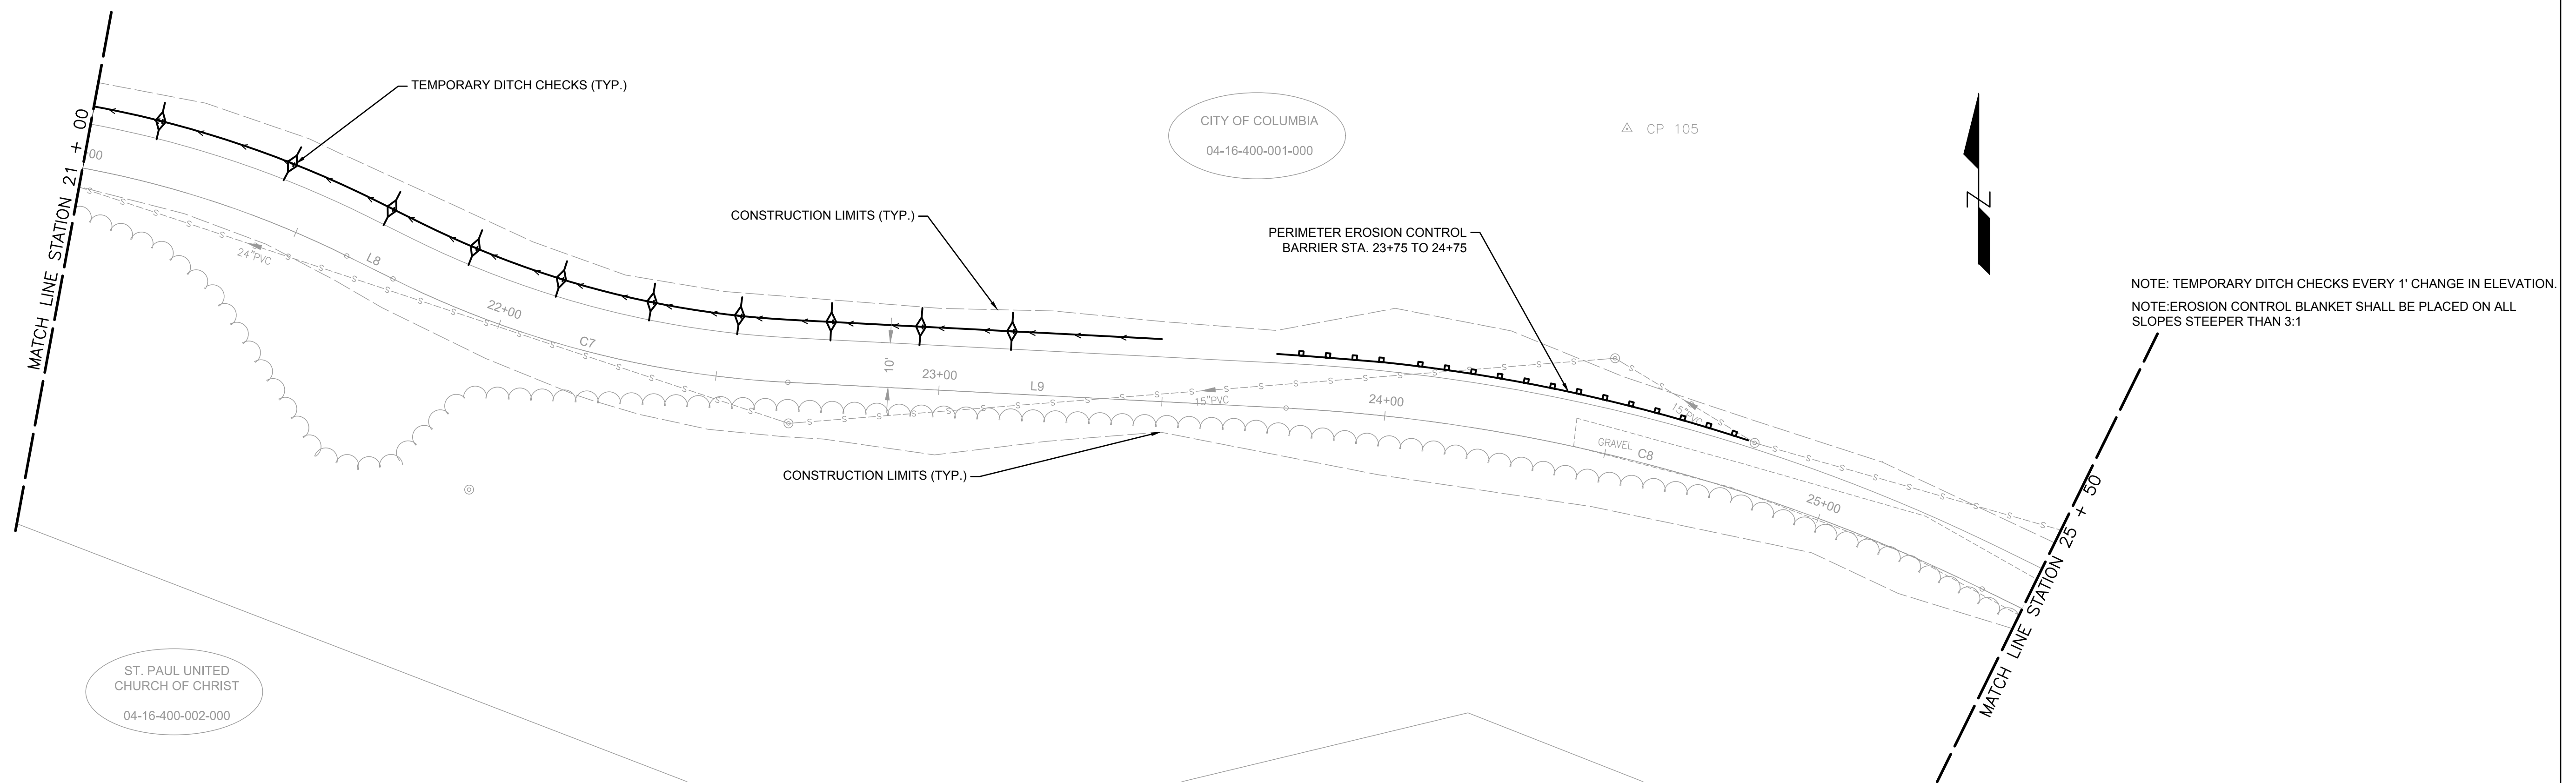 TEMPORARY DITCH CHECKS (TYP.)
CITY OF COLUMBIA
04-16-400-001-000
CP 105
MATCH LINE STATION 21 + 00
+00
CONSTRUCTION LIMITS (TYP.)
PERIMETER EROSION CONTROL
BARRIER STA. 23+75 TO 24+75
N
NOTE: TEMPORARY DITCH CHECKS EVERY 1' CHANGE IN ELEVATION.
NOTE:EROSION CONTROL BLANKET SHALL BE PLACED ON ALL
SLOPES STEEPER THAN 3:1
24"PVC
L8
22+00
C7
10'
23+00
L9
15"PVC
24+00
15"PVC
GRAVEL
C8
25+00
CONSTRUCTION LIMITS (TYP.)
MATCH LINE STATION 25 + 50
ST. PAUL UNITED
CHURCH OF CHRIST
04-16-400-002-000